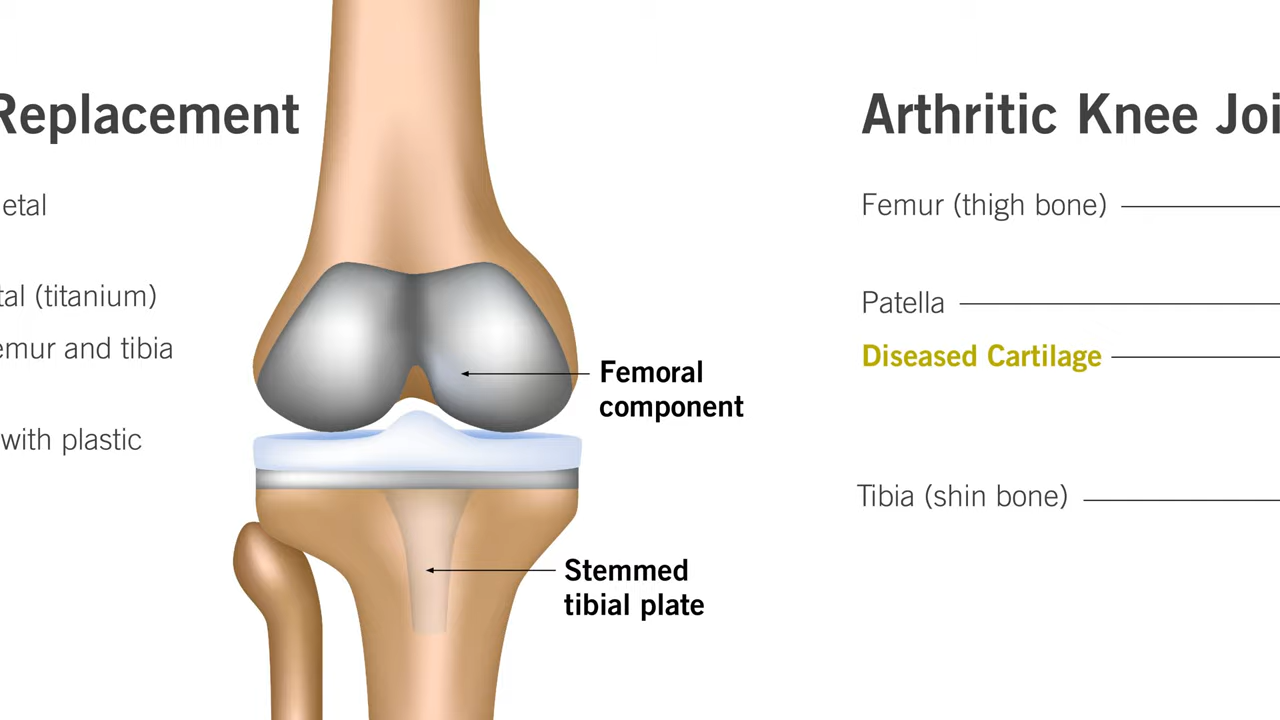 Replacement
etal
tal (titanium)
emur and tibia
with plastic
Femoral
component
Stemmed
tibial plate
Arthritic Knee Joi
Femur (thigh bone)
Patella
Diseased Cartilage
Tibia (shin bone)